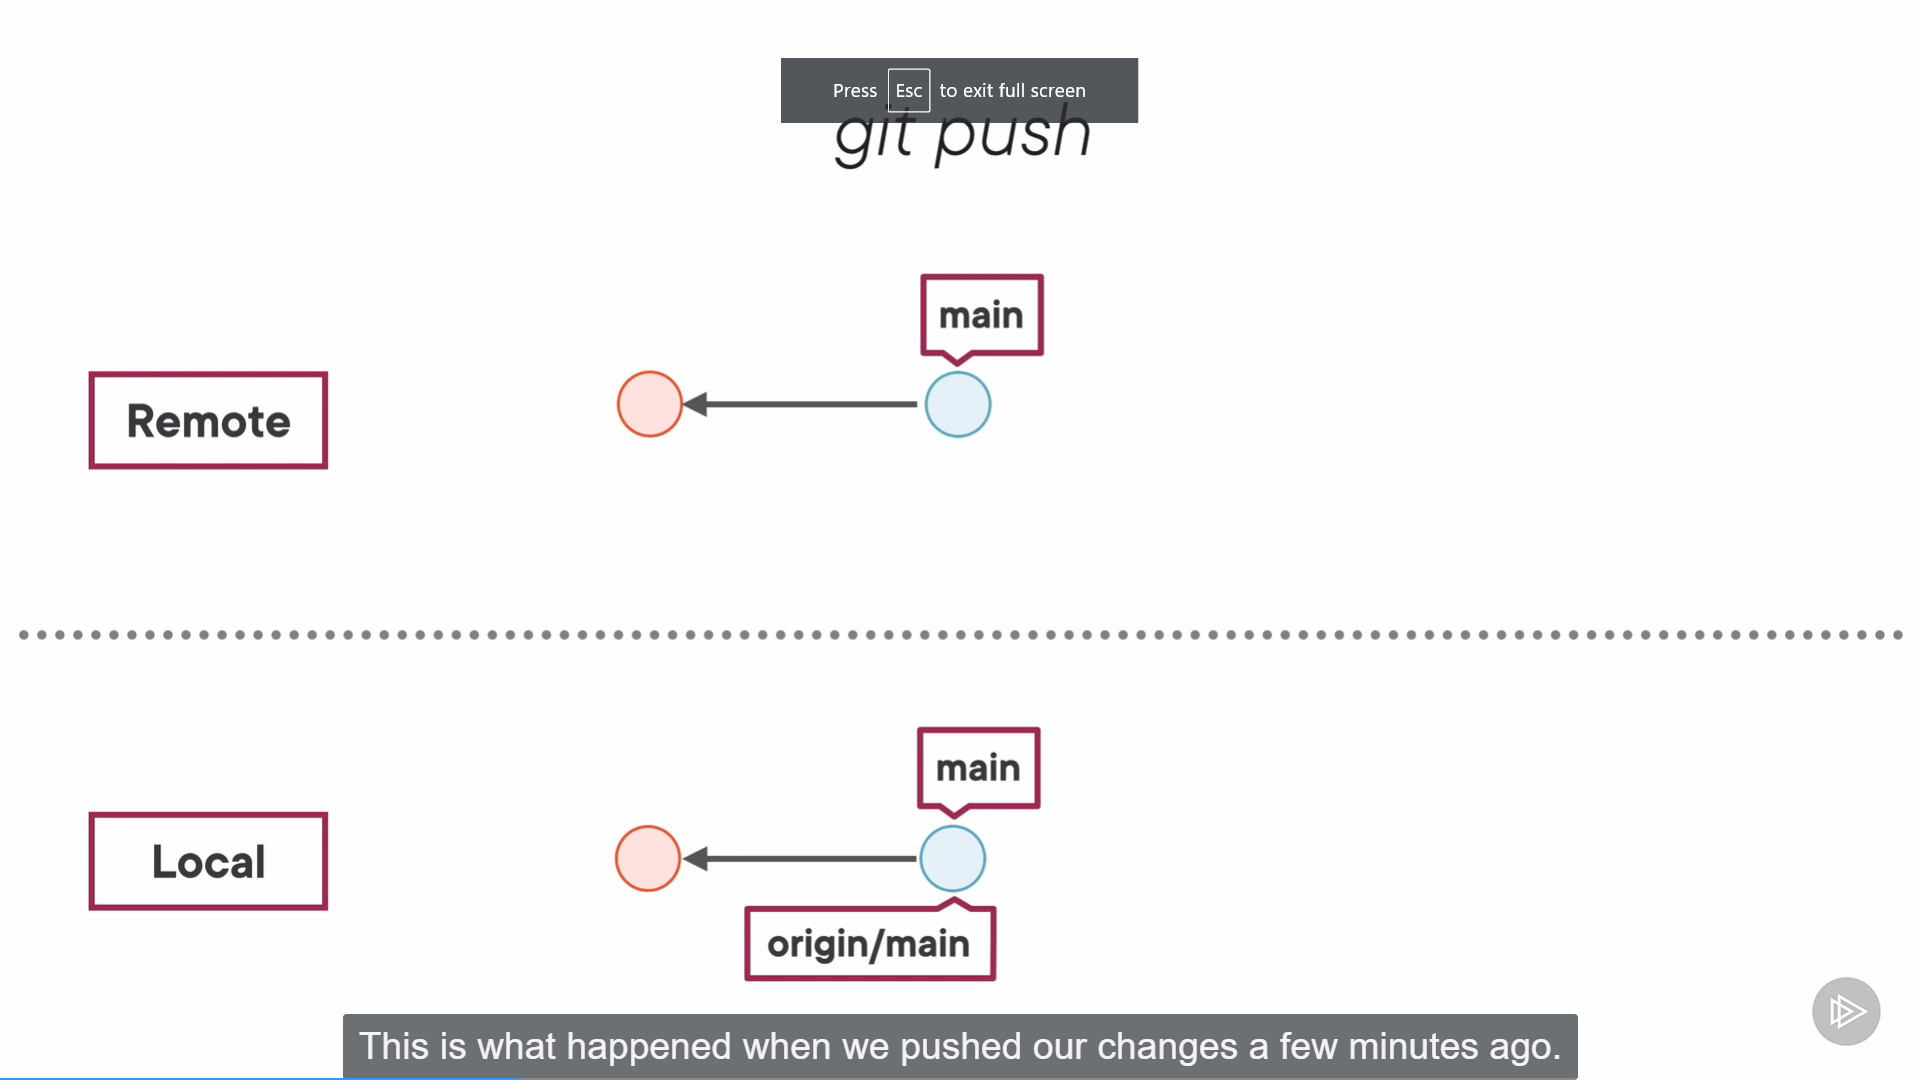 Press Esc to exit full screen
git push
main
Remote
main
Local
origin/main
This is what happened when we pushed our changes a few minutes ago.